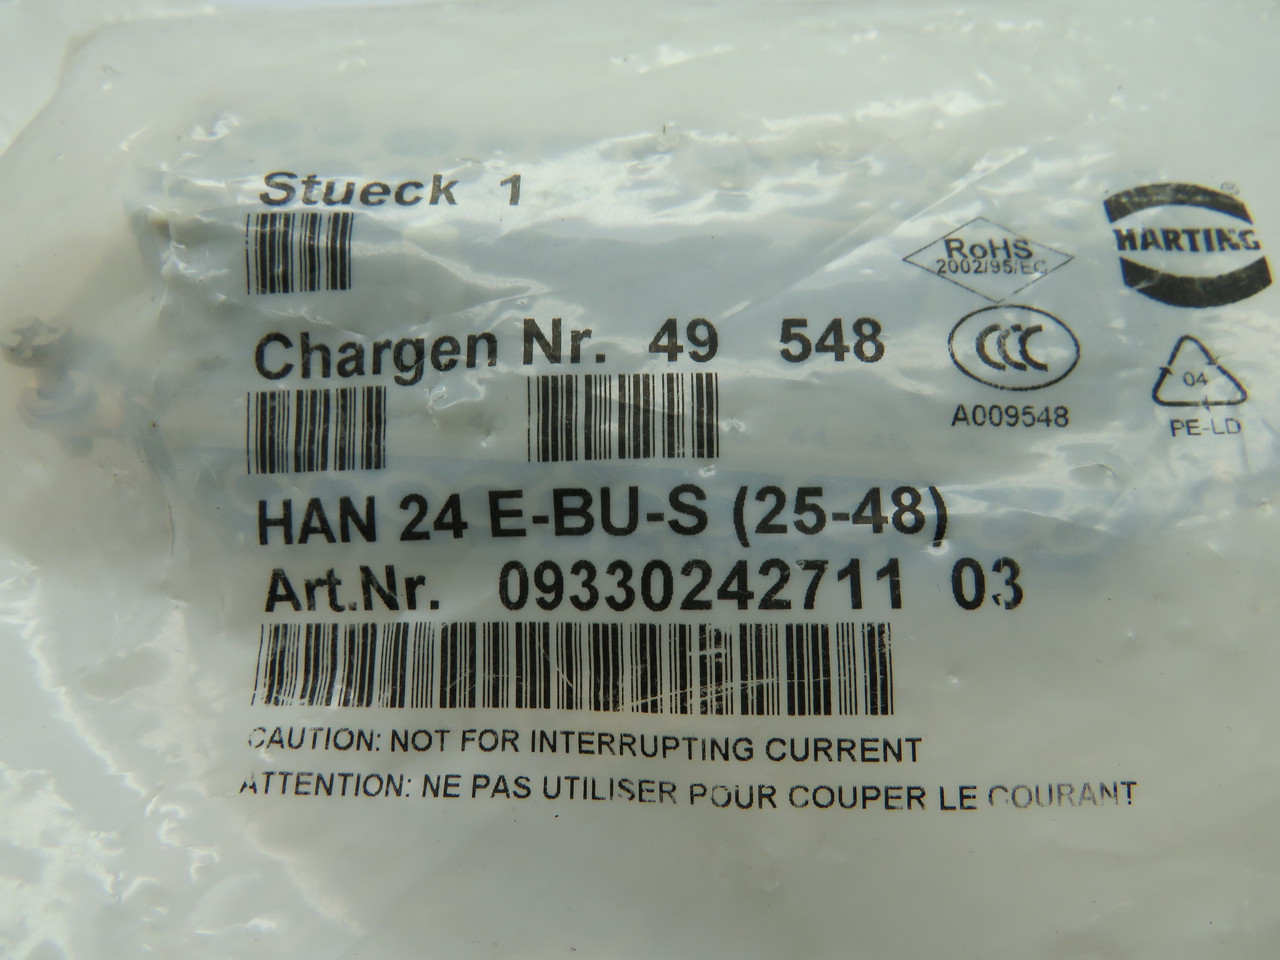 Stueck 1
RoHS
2002/95/EC
®
HARTING
Chargen Nr. 49 548
CCC
A009548
04
PE-LD
HAN 24 E-BU-S (25-48)
Art.Nr. 09330242711 03
CAUTION: NOT FOR INTERRUPTING CURRENT
ATTENTION: NE PAS UTILISER POUR COUPER LE COURANT